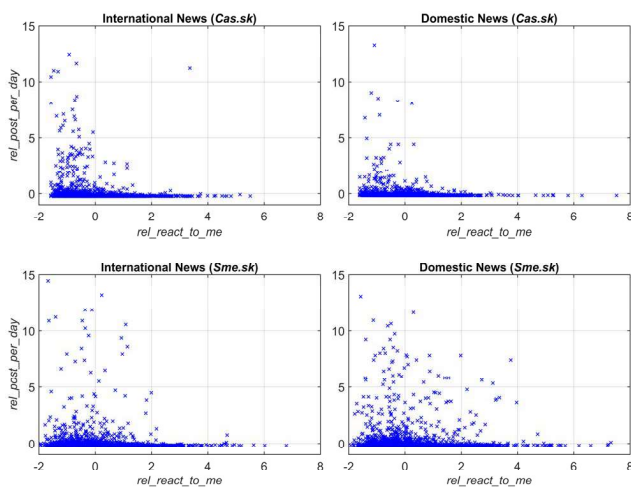 International News (Cas.sk)
15
10
5
0
rel_post_per_day
-2 0 2 4 6 8
rel_react_to_me
Domestic News (Cas.sk)
15
10
5
0
-2 0 2 4 6 8
rel_react_to_me
International News (Sme.sk)
15
10
5
0
rel_pcst_per_day
-2 0 2 4 6 8
rel_react_to_me
Domestic News (Sme.sk)
15
10
5
0
-2 0 2 4 6 8
rel_react_to_me